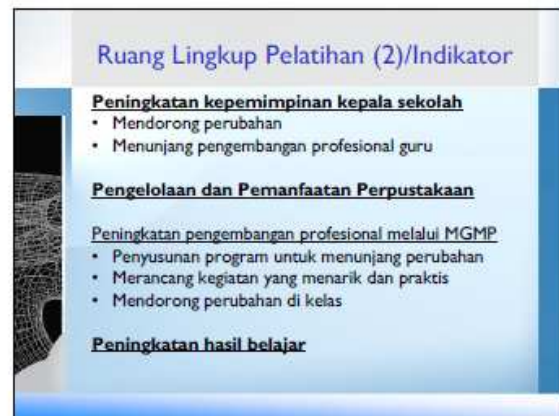 Ruang Lingkup Pelatihan (2)/Indikator
Peningkatan kepemimpinan kepala sekolah
• Mendorong perubahan
• Menunjang pengembangan profesional guru
Pengelolaan dan Pemanfaatan Perpustakaan
Peningkatan pengembangan profesional melalui MGMP
• Penyusunan program untuk menunjang perubahan
• Merancang kegiatan yang menarik dan praktis
• Mendorong perubahan di kelas
Peningkatan hasil belajar